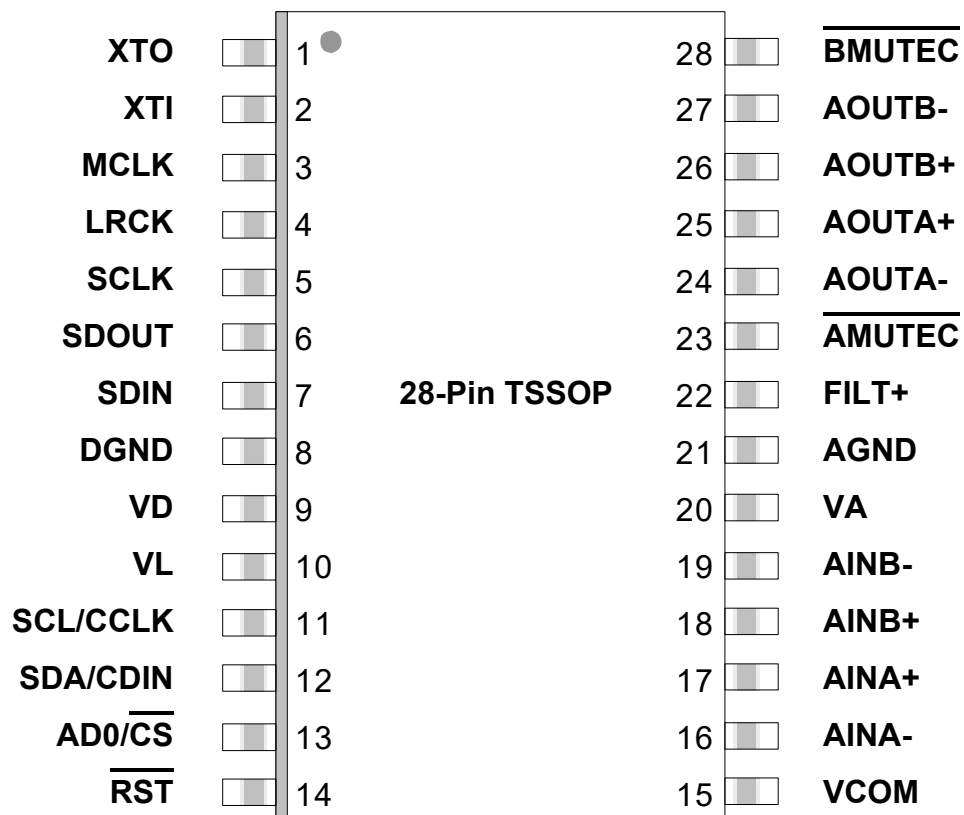 XTO 1 28 BMUTEC
XTI 2 27 AOUTB-
MCLK 3 26 AOUTB+
LRCK 4 25 AOUTA+
SCLK 5 24 AOUTA-
SDOUT 6 23 AMUTEC
SDIN 7 28-Pin TSSOP 22 FILT+
DGND 8 21 AGND
VD 9 20 VA
VL 10 19 AINB-
SCL/CCLK 11 18 AINB+
SDA/CDIN 12 17 AINA+
AD0/CS 13 16 AINA-
RST 14 15 VCOM